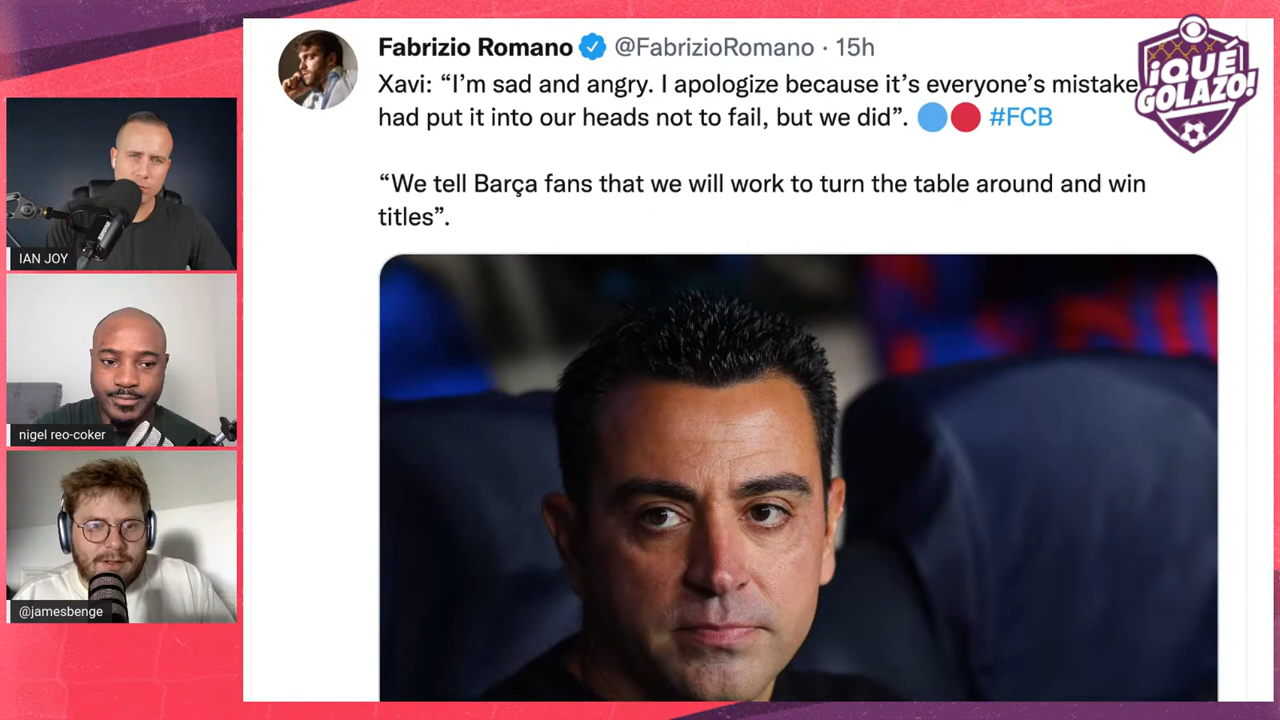 Fabrizio Romano @FabrizioRomano · 15h
Xavi: “I’m sad and angry. I apologize because it’s everyone’s mistake
had put it into our heads not to fail, but we did”. #FCB
“We tell Barça fans that we will work to turn the table around and win
titles”.
¡QUÉ
GOLAZO!
IAN JOY
nigel reo-coker
@jamesbenge